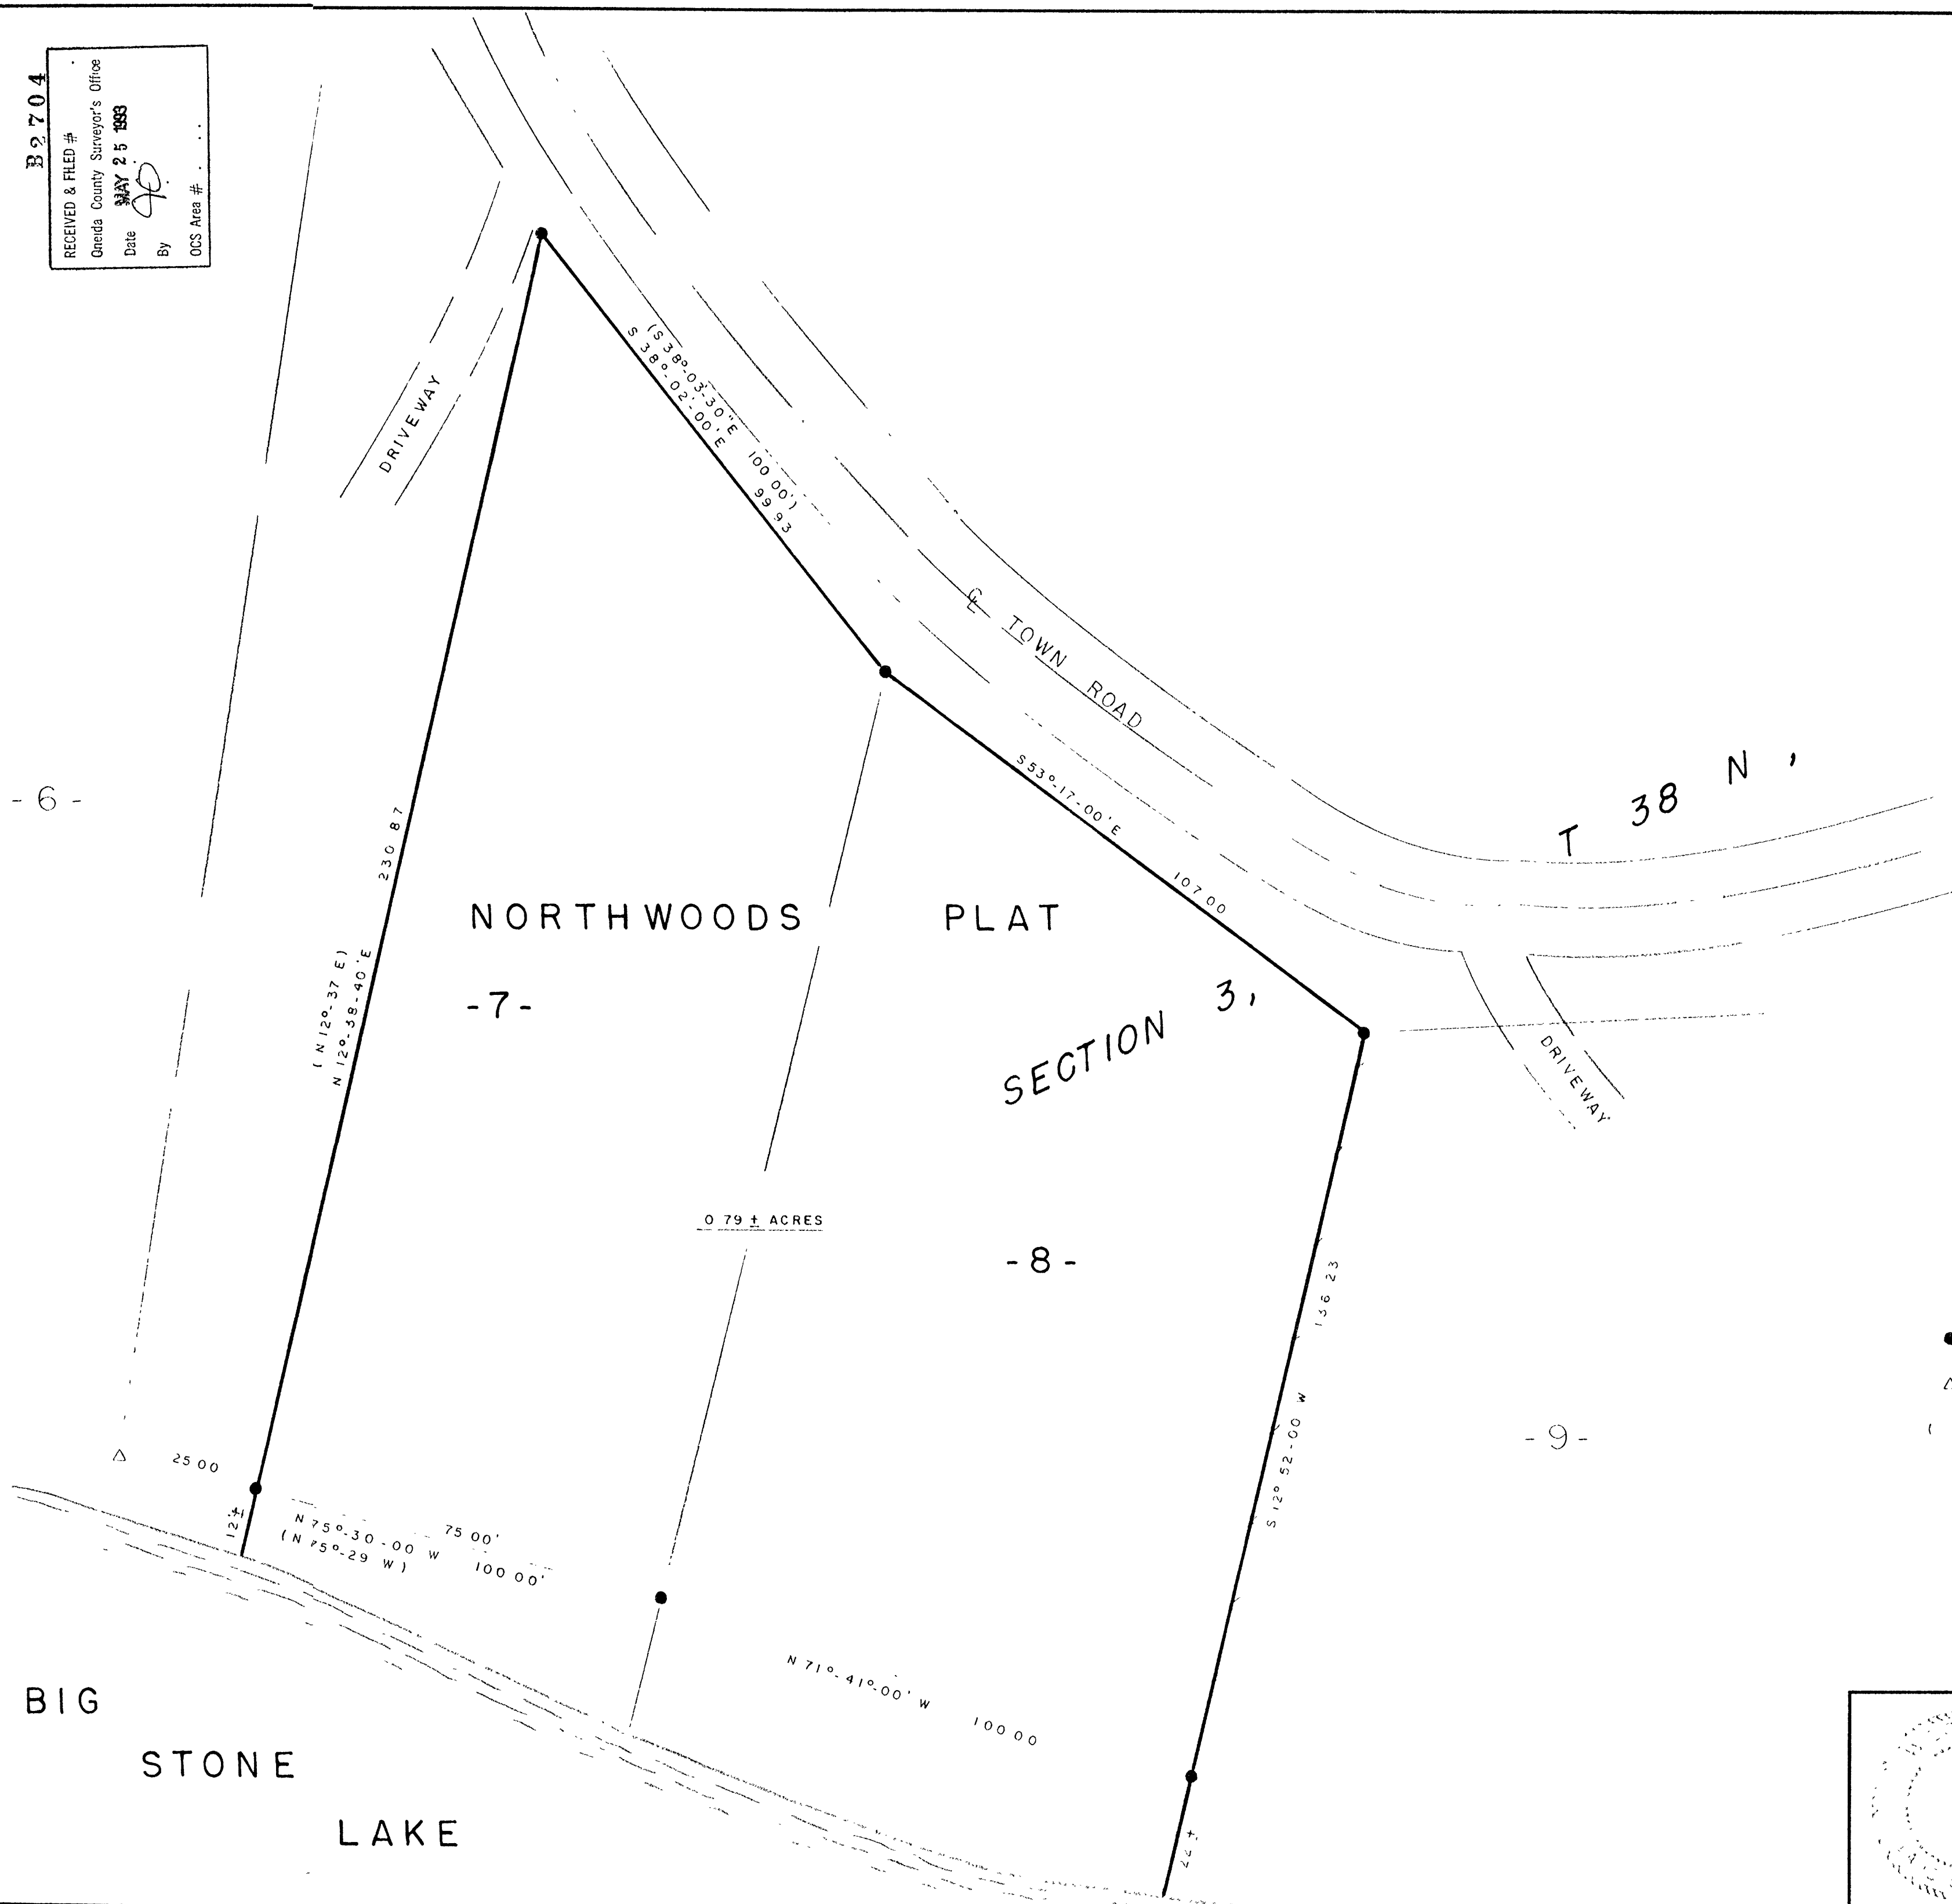 B2704
RECEIVED & FILED #
Oneida County Surveyor's Office
Date MAY 25 1993
By
OCS Area #
DRIVEWAY
(S 38°-03'-30"E 100 00')
S 38°-02'-00'E 99 93
℄ TOWN ROAD
S 53°-17-00'E 107 00
T 38 N,
- 6 -
230 87
(N 12°-37 E)
N 12°-38-40'E
NORTHWOODS PLAT
-7-
SECTION 3,
DRIVEWAY
0 79 ± ACRES
-8-
136 23
S 12° 52-00 W
-9-
25 00
12'±
75 00'
N 75°-30-00 W 100 00'
(N 75°-29 W)
N 71°-41°-00' W 100 00
22'±
BIG
STONE
LAKE